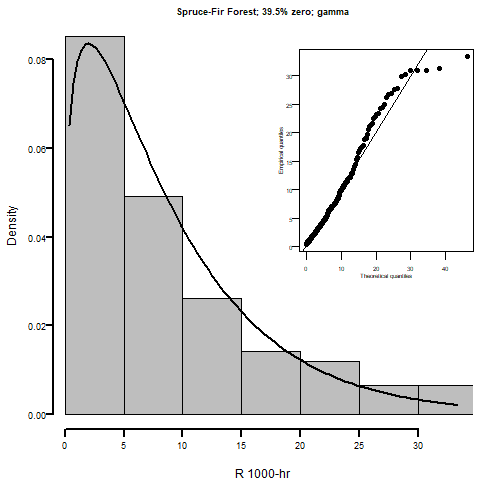 Spruce-Fir Forest; 39.5% zero; gamma
Density
0.08
0.06
0.04
0.02
0.00
0 5 10 15 20 25 30
R 1000-hr
Empirical quantiles
30
25
20
15
10
5
0
0 10 20 30 40
Theoretical quantiles